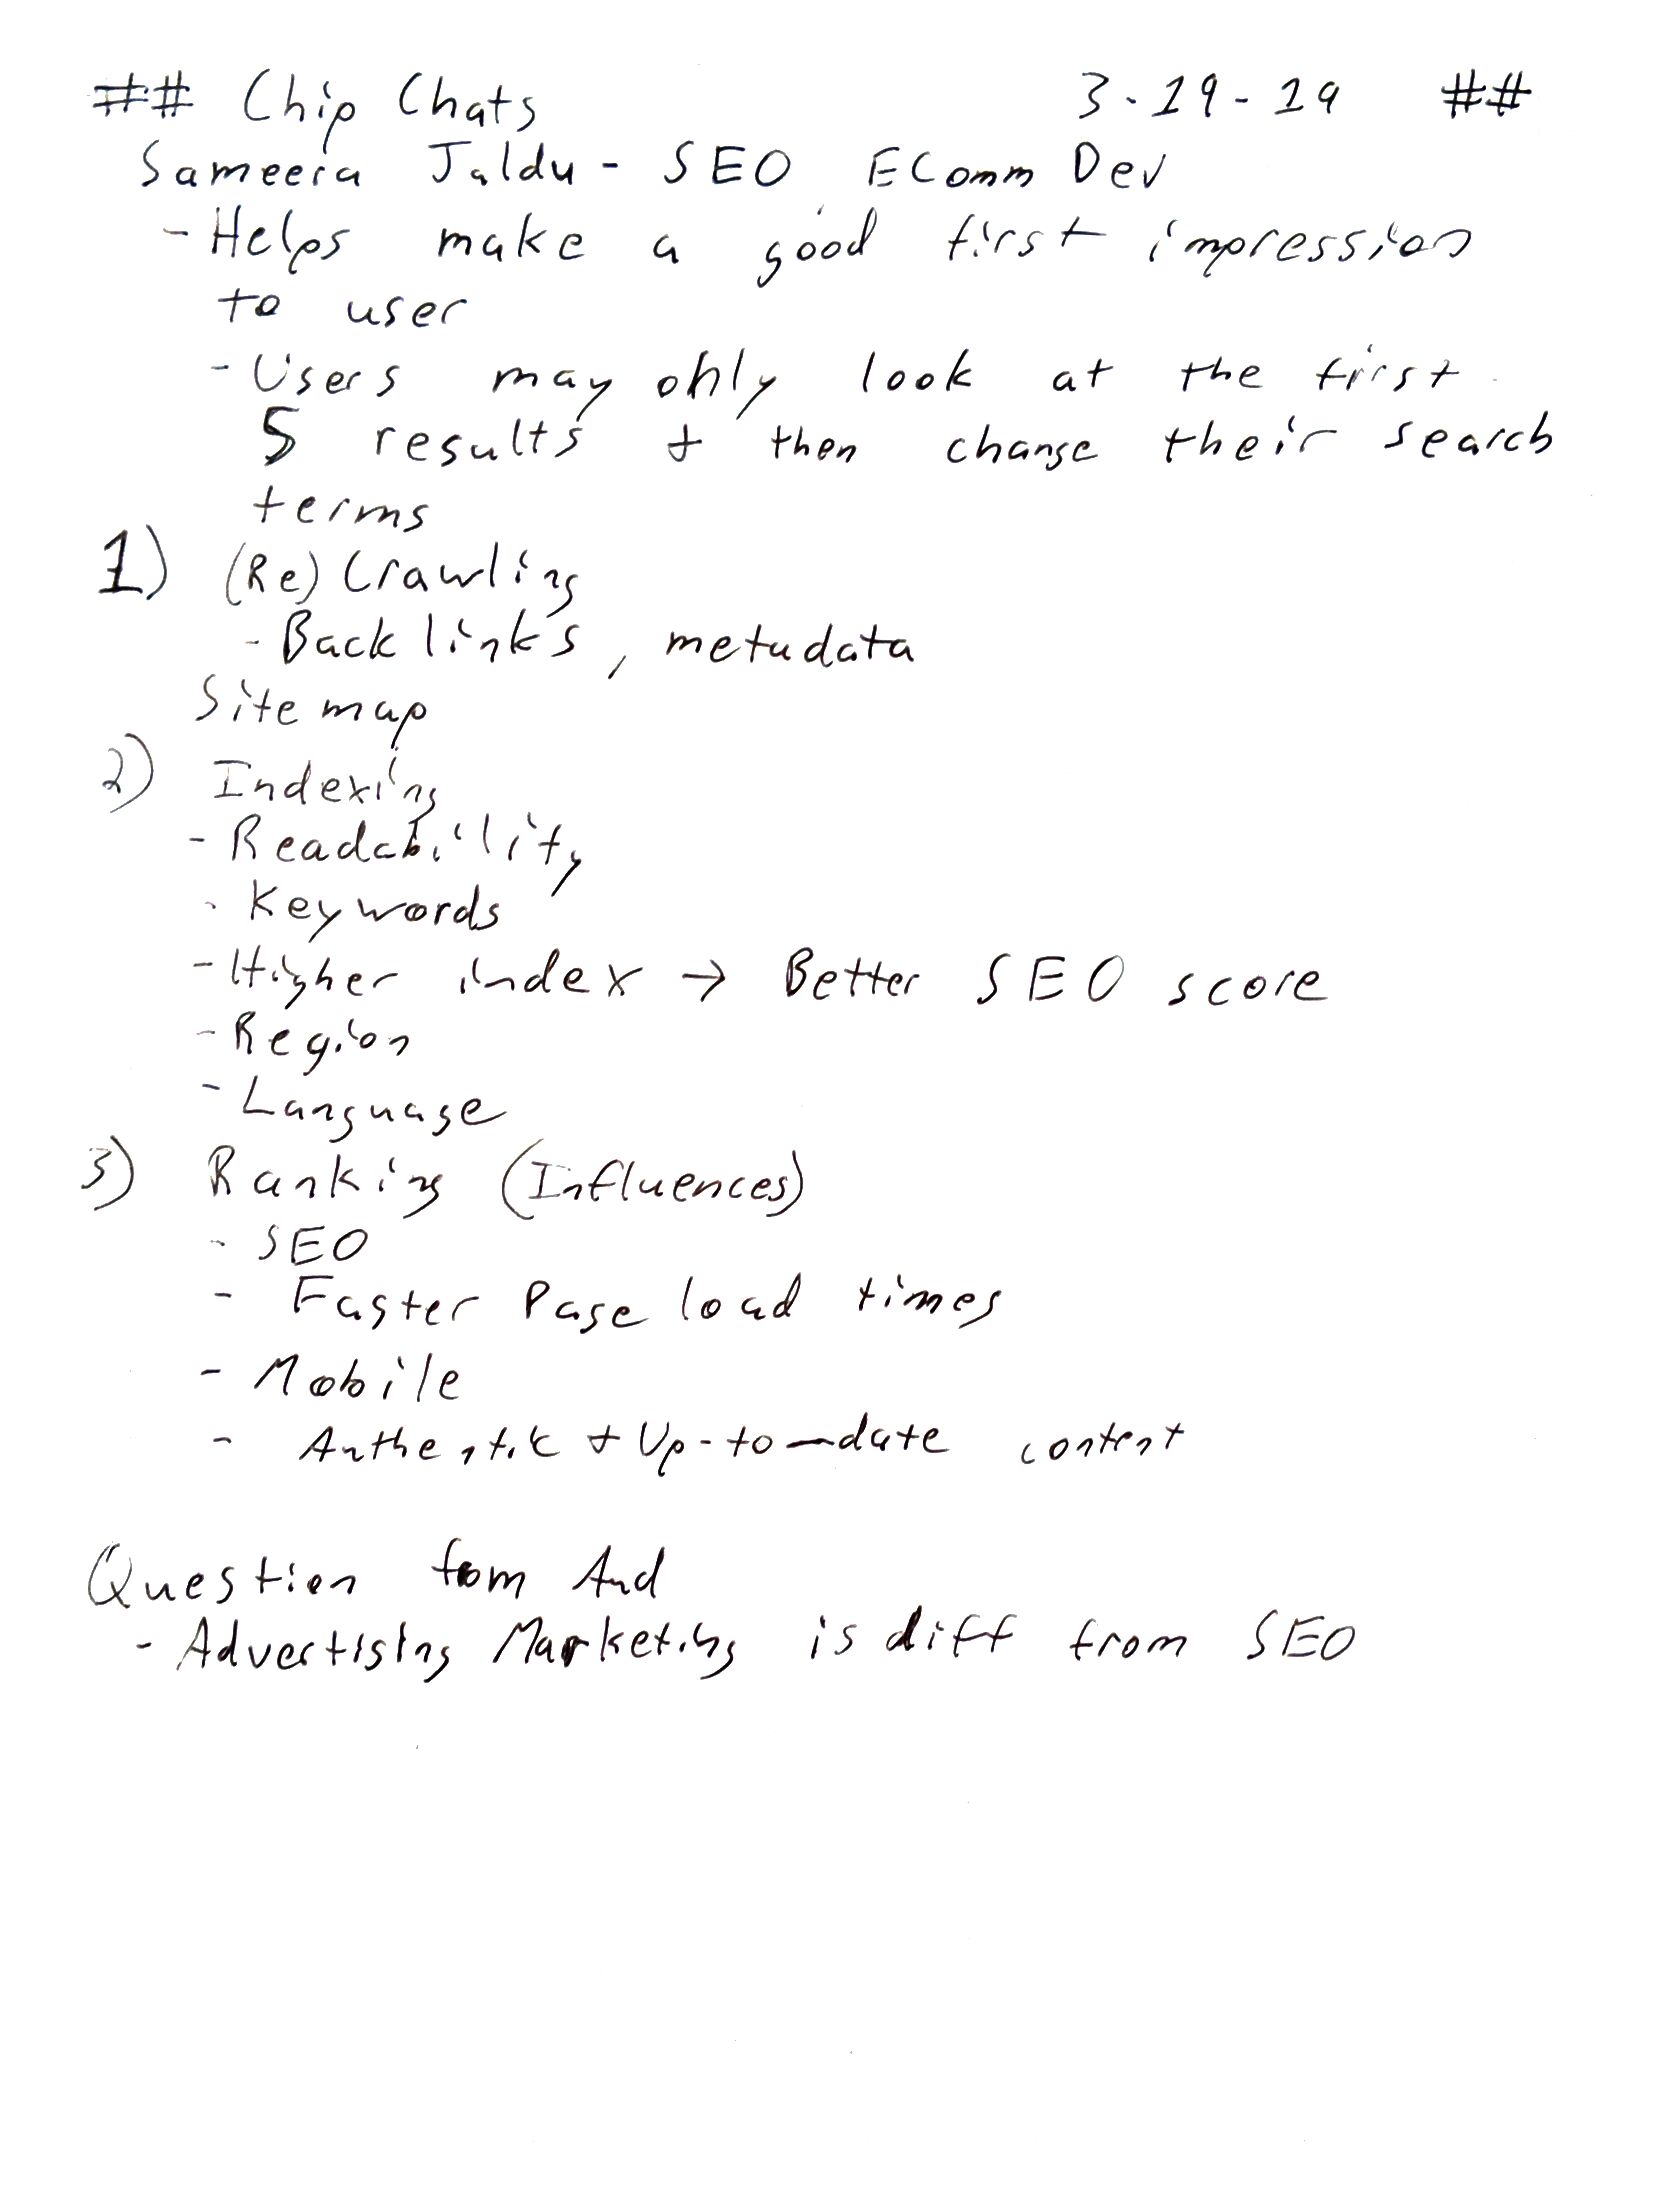 ## Chip Chats 3-19-19 ##
Sameera Jaldu - SEO EComm Dev
- Helps make a good first impression
to user
- Users may only look at the first
5 results + then change their search
terms
1) (Re) Crawling
- Backlinks, metadata
Sitemap
2) Indexing
- Readability
- Keywords
- Higher index → Better SEO score
- Region
- Language
3) Ranking (Influences)
- SEO
- Faster Page load times
- Mobile
- Authentic + Up-to-date content
Question from Aud
- Advertising Marketing is diff from SEO